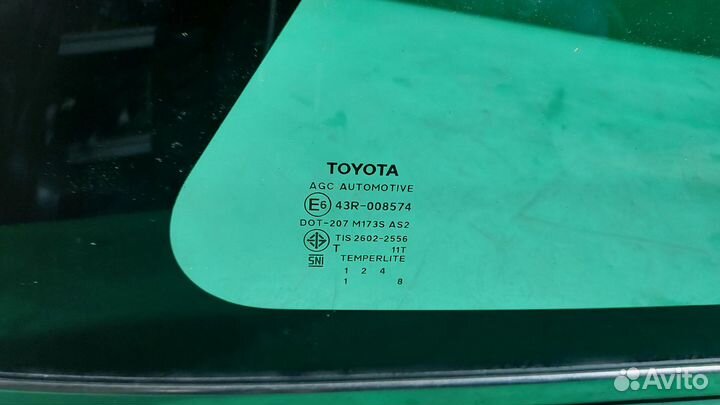 TOYOTA
AGC AUTOMOTIVE
E6 43R-008574
DOT-207 M173S AS2
TIS 2602-2556
T 11T
SNI TEMPERLITE
1 2 4
1 8
Avito